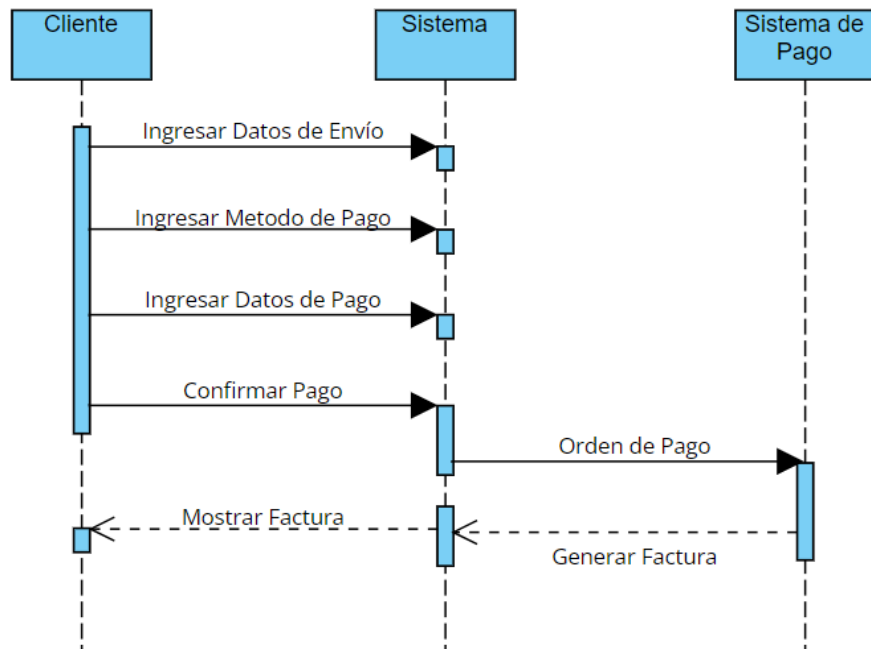 Cliente
Sistema
Sistema de
Pago
Ingresar Datos de Envío
Ingresar Metodo de Pago
Ingresar Datos de Pago
Confirmar Pago
Orden de Pago
Mostrar Factura
Generar Factura